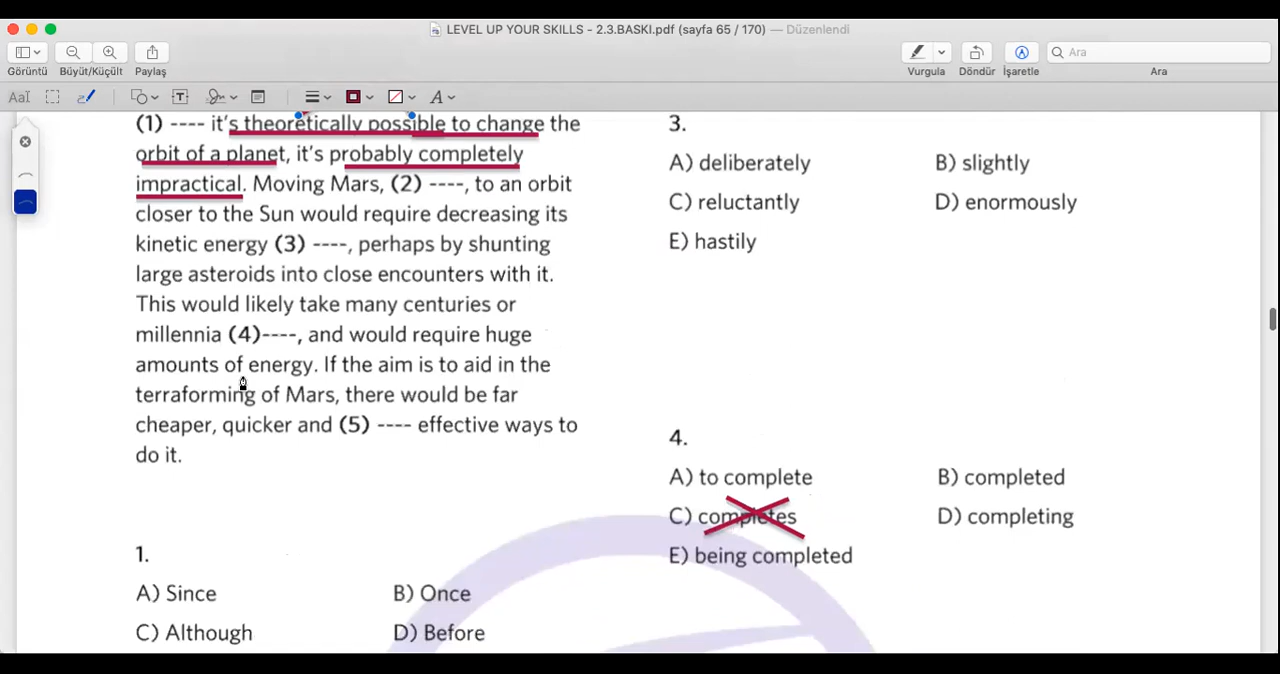 LEVEL UP YOUR SKILLS - 2.3.BASKI.pdf (sayfa 65 / 170) — Düzenlendi
Görüntü Büyüt/Küçült Paylaş Vurgula Döndür İşaretle Ara
Ara
AaI T A
(1) ---- it's theoretically possible to change the
orbit of a planet, it's probably completely
impractical. Moving Mars, (2) ----, to an orbit
closer to the Sun would require decreasing its
kinetic energy (3) ----, perhaps by shunting
large asteroids into close encounters with it.
This would likely take many centuries or
millennia (4)----, and would require huge
amounts of energy. If the aim is to aid in the
terraforming of Mars, there would be far
cheaper, quicker and (5) ---- effective ways to
do it.
1.
A) Since B) Once
C) Although D) Before
3.
A) deliberately B) slightly
C) reluctantly D) enormously
E) hastily
4.
A) to complete B) completed
C) completes D) completing
E) being completed